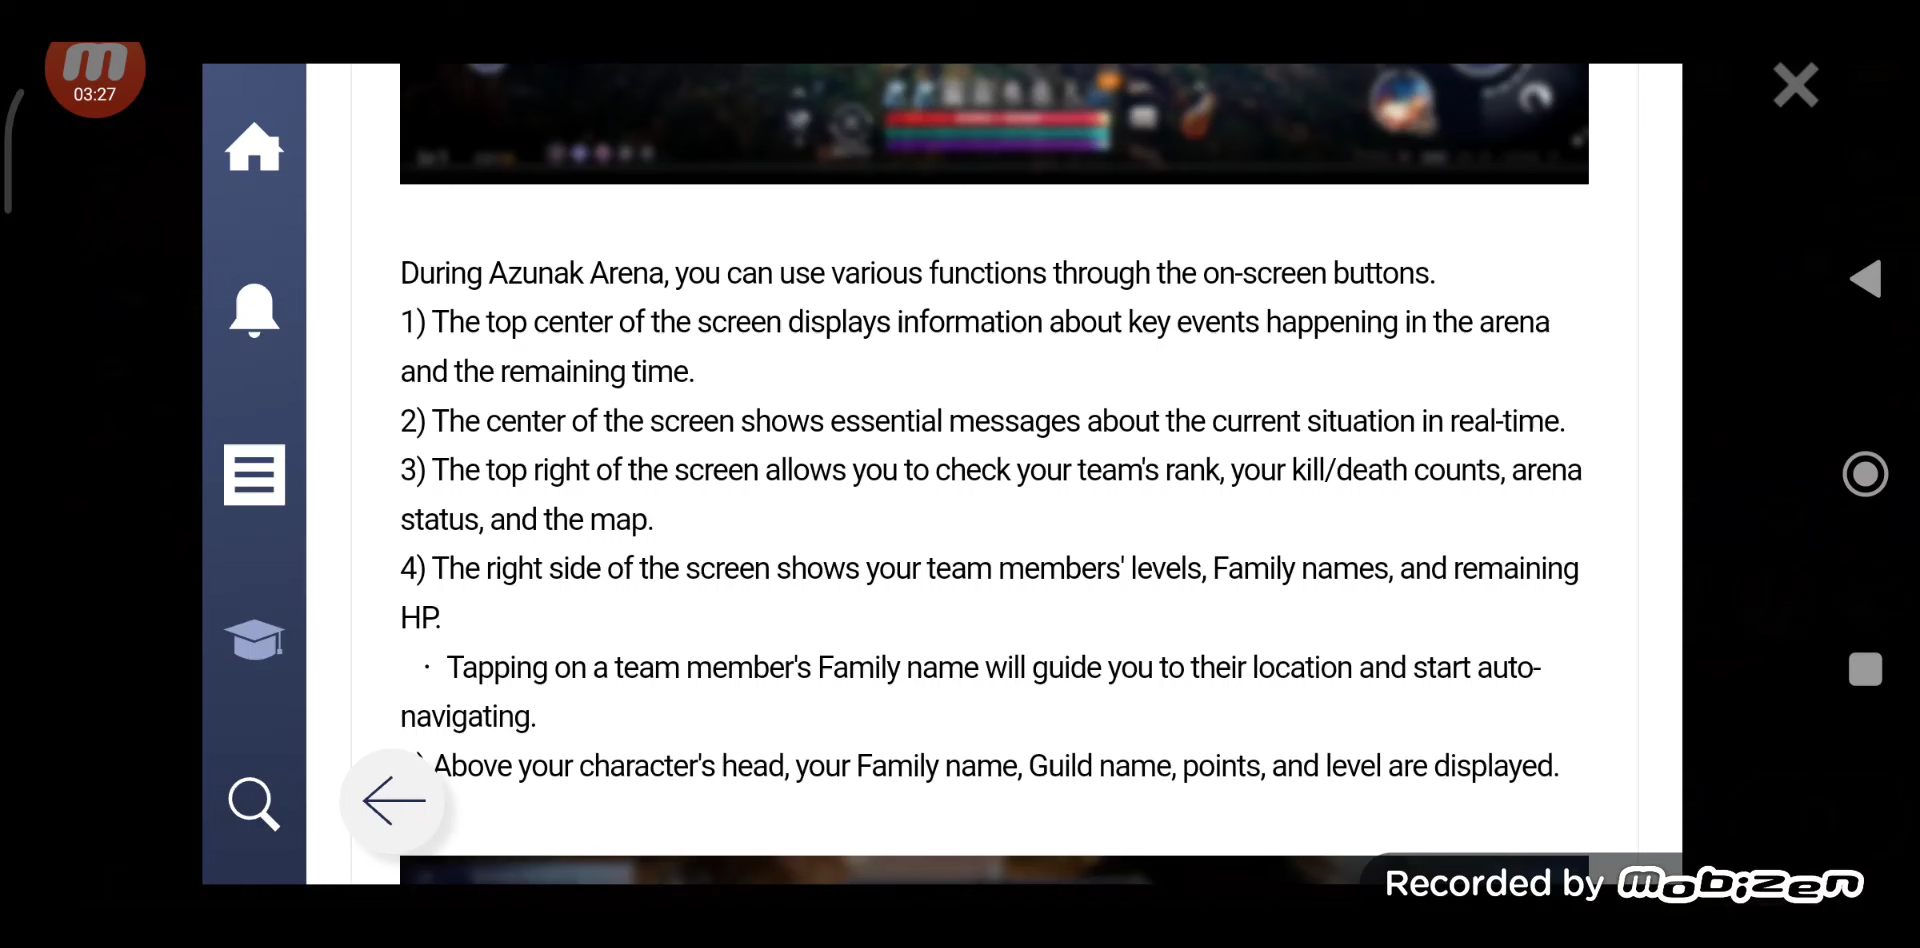 m
03:27
During Azunak Arena, you can use various functions through the on-screen buttons.
1) The top center of the screen displays information about key events happening in the arena
and the remaining time.
2) The center of the screen shows essential messages about the current situation in real-time.
3) The top right of the screen allows you to check your team's rank, your kill/death counts, arena
status, and the map.
4) The right side of the screen shows your team members' levels, Family names, and remaining
HP.
· Tapping on a team member's Family name will guide you to their location and start auto-
navigating.
) Above your character's head, your Family name, Guild name, points, and level are displayed.
Recorded by mobizen